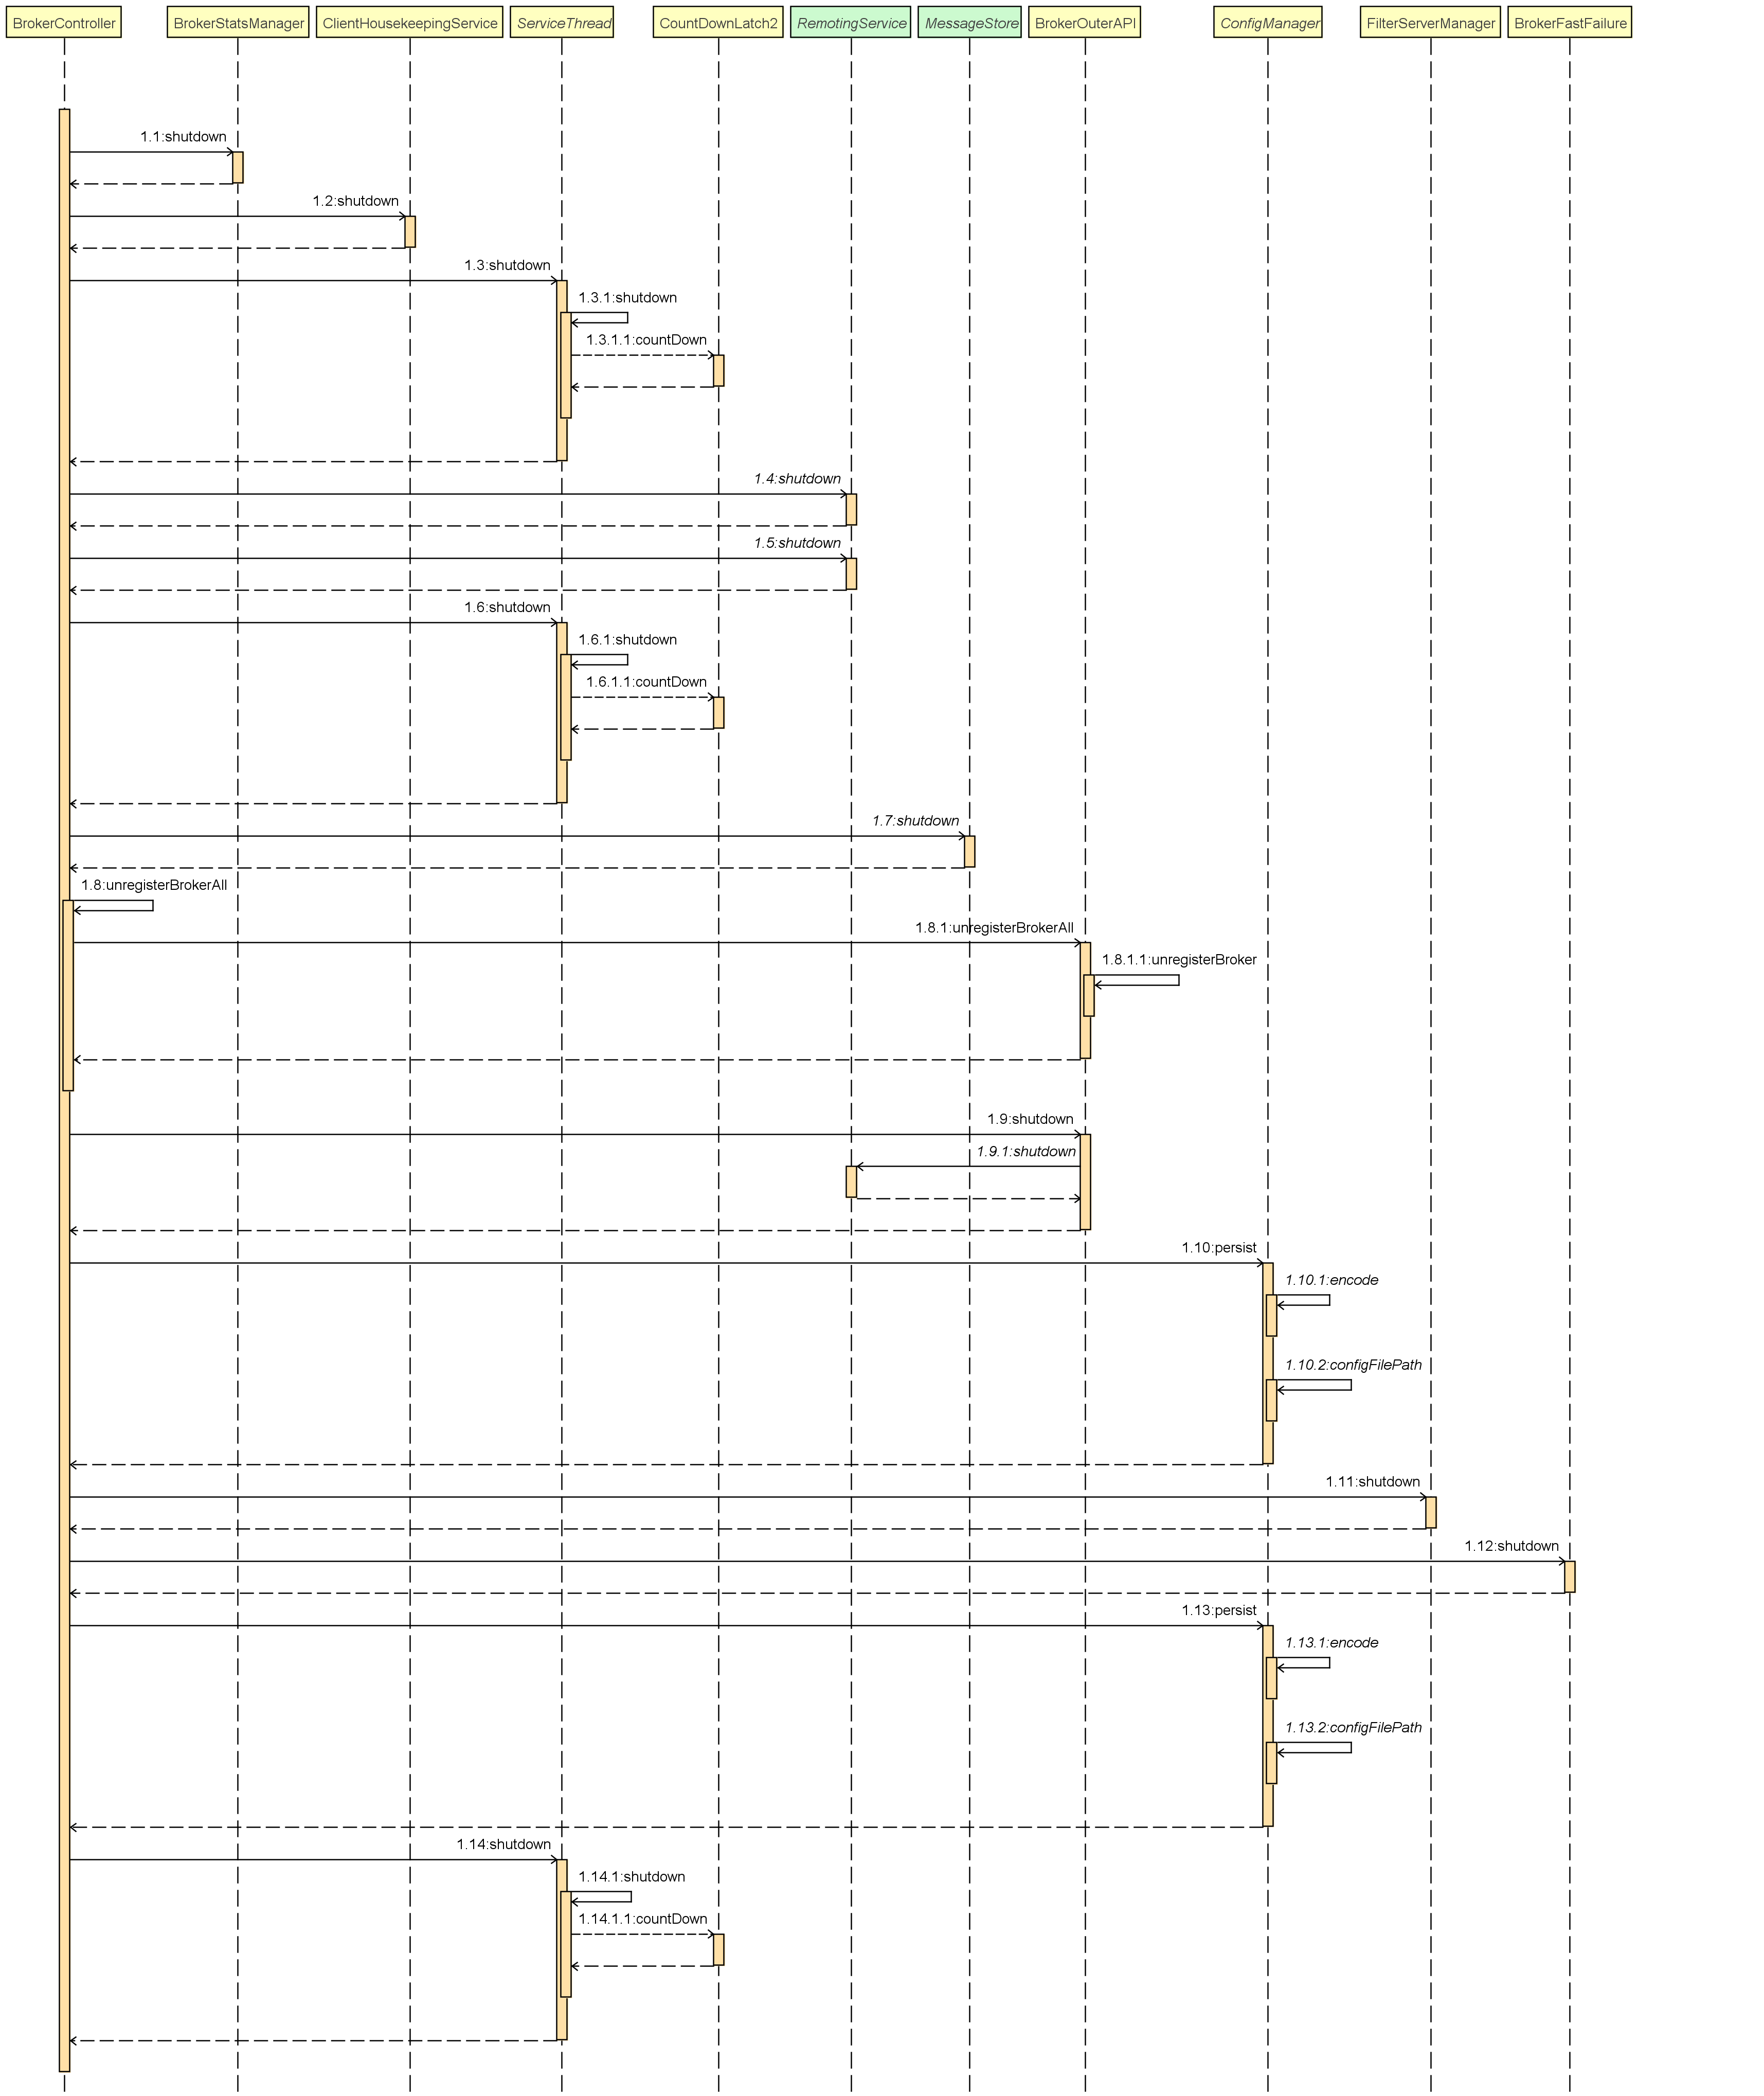 BrokerController
BrokerStatsManager
ClientHousekeepingService
ServiceThread
CountDownLatch2
RemotingService
MessageStore
BrokerOuterAPI
ConfigManager
FilterServerManager
BrokerFastFailure
1.1:shutdown
1.2:shutdown
1.3:shutdown
1.3.1:shutdown
1.3.1.1:countDown
1.4:shutdown
1.5:shutdown
1.6:shutdown
1.6.1:shutdown
1.6.1.1:countDown
1.7:shutdown
1.8:unregisterBrokerAll
1.8.1:unregisterBrokerAll
1.8.1.1:unregisterBroker
1.9:shutdown
1.9.1:shutdown
1.10:persist
1.10.1:encode
1.10.2:configFilePath
1.11:shutdown
1.12:shutdown
1.13:persist
1.13.1:encode
1.13.2:configFilePath
1.14:shutdown
1.14.1:shutdown
1.14.1.1:countDown